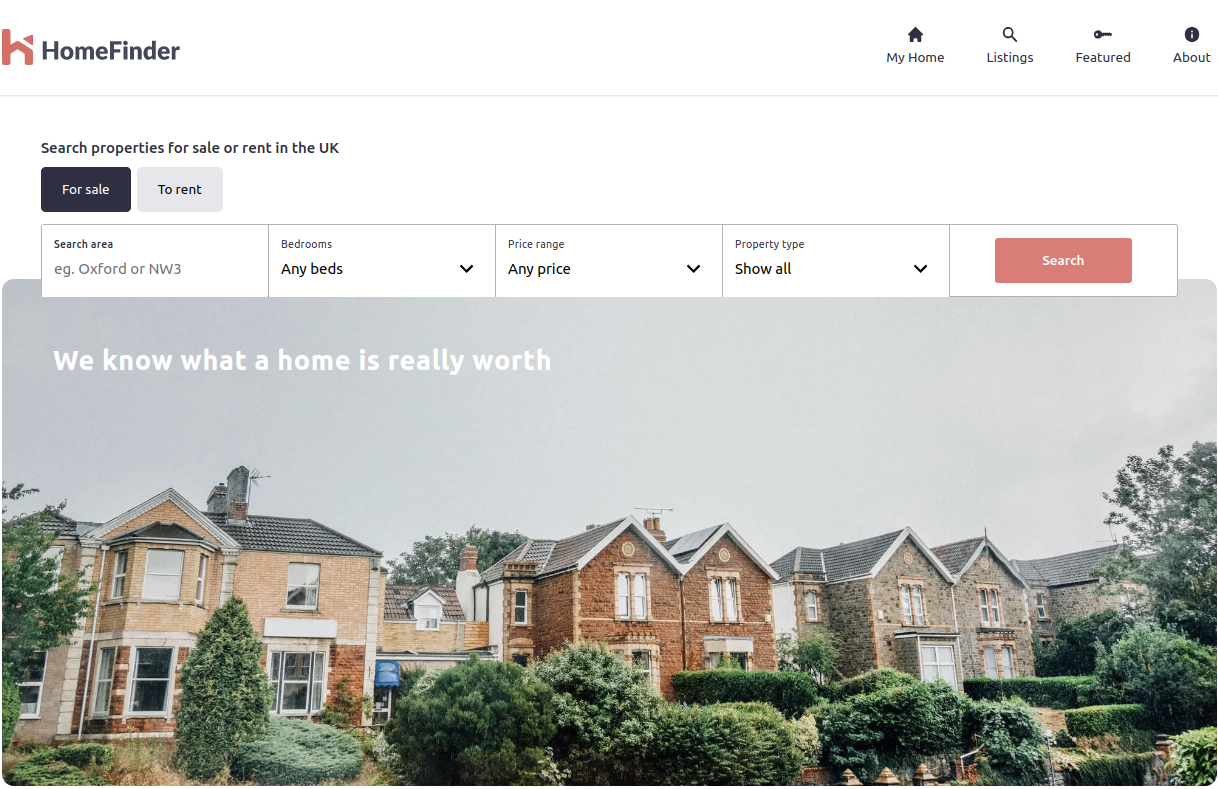 HomeFinder
My Home
Listings
Featured
About
Search properties for sale or rent in the UK
For sale
To rent
Search area
eg. Oxford or NW3
Bedrooms
Any beds
Price range
Any price
Property type
Show all
Search
We know what a home is really worth